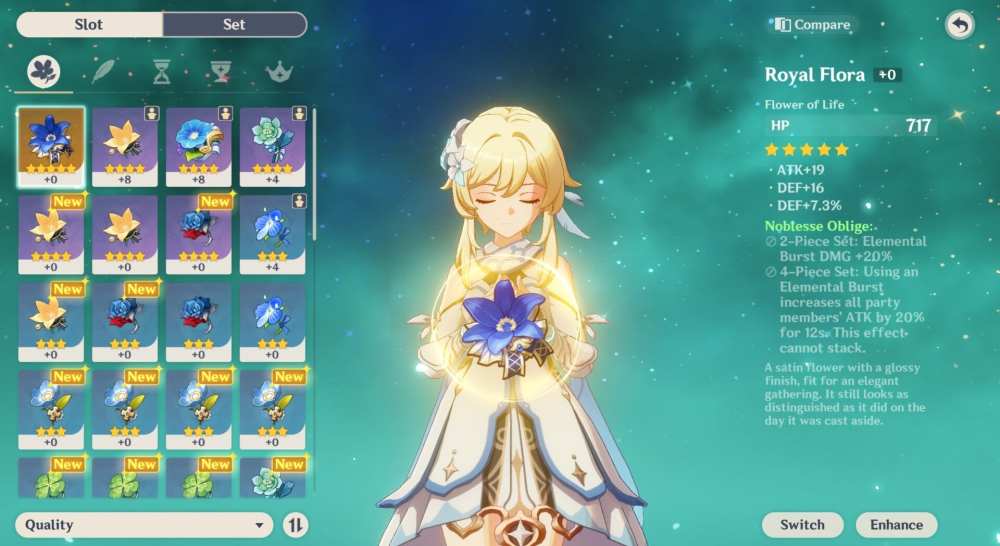 Slot
Set
Compare
Royal Flora +0
Flower of Life
HP 717
· ATK+19
· DEF+16
· DEF+7.3%
Noblesse Oblige:
2-Piece Set: Elemental
Burst DMG +20%
4-Piece Set: Using an
Elemental Burst
increases all party
members' ATK by 20%
for 12s. This effect
cannot stack.
A satin flower with a glossy
finish, fit for an elegant
gathering. It still looks as
distinguished as it did on the
day it was cast aside.
+0
+8
+8
+4
New
New
+0
+0
+0
+4
New
New
+0
+0
+0
+0
New
New
New
New
+0
+0
+0
+0
New
New
New
New
Quality
Switch
Enhance